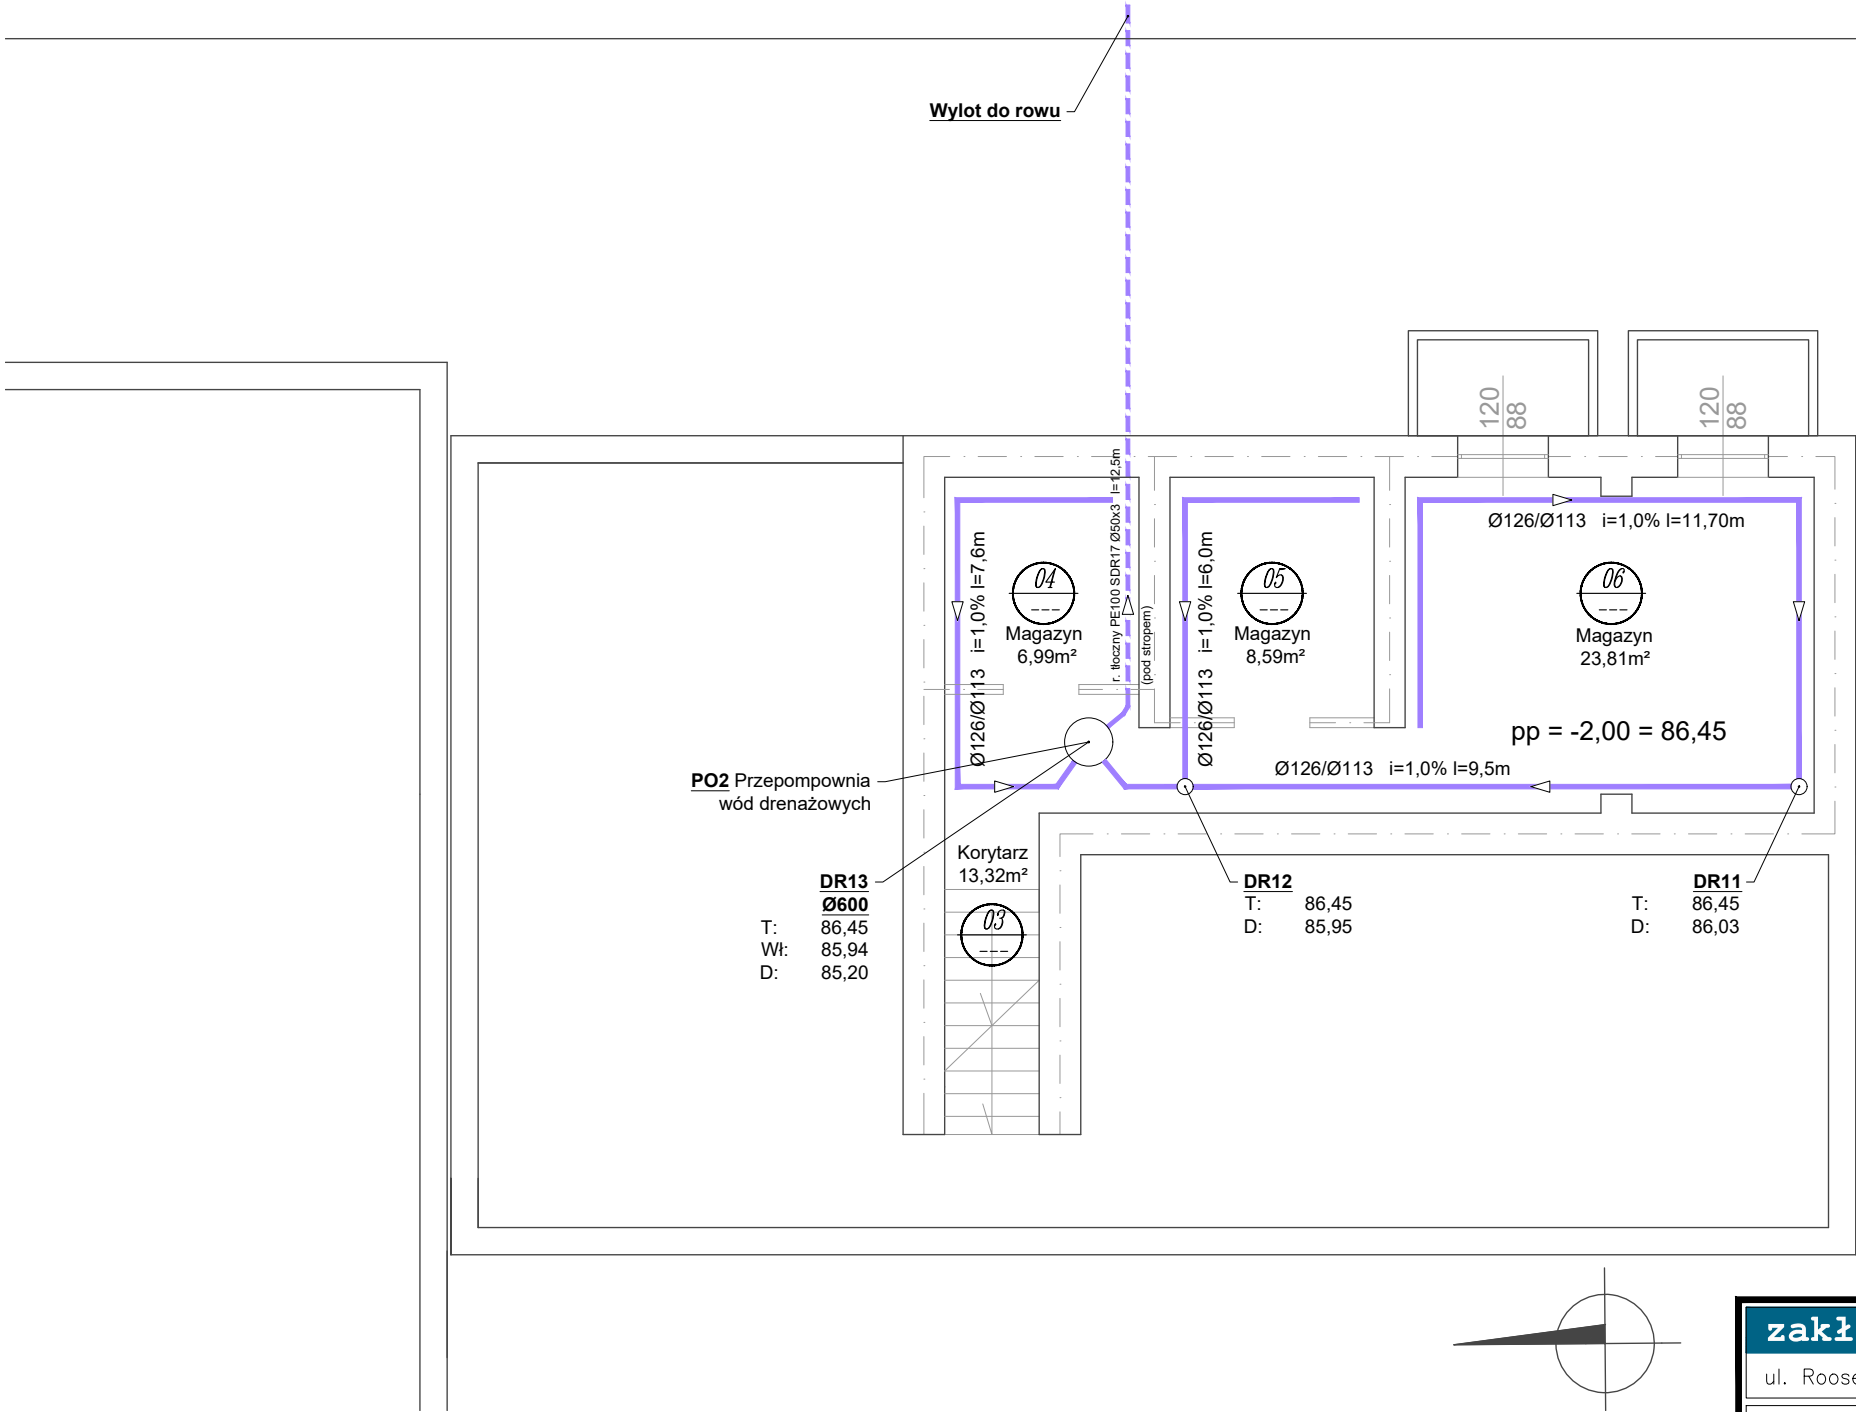 Wylot do rowu
120
88
120
88
Ø126/Ø113 i=1,0% l=7,6m
04
---
Magazyn
6,99m²
r. tłoczny PE100 SDR17 Ø50x3 l=12,5m
(pod stropem)
Ø126/Ø113 i=1,0% l=6,0m
05
---
Magazyn
8,59m²
Ø126/Ø113 i=1,0% l=11,70m
06
---
Magazyn
23,81m²
pp = -2,00 = 86,45
Ø126/Ø113 i=1,0% l=9,5m
PO2 Przepompownia
wód drenażowych
DR13
Ø600
T: 86,45
Wł: 85,94
D: 85,20
Korytarz
13,32m²
03
---
DR12
T: 86,45
D: 85,95
DR11
T: 86,45
D: 86,03
zakł
ul. Roose